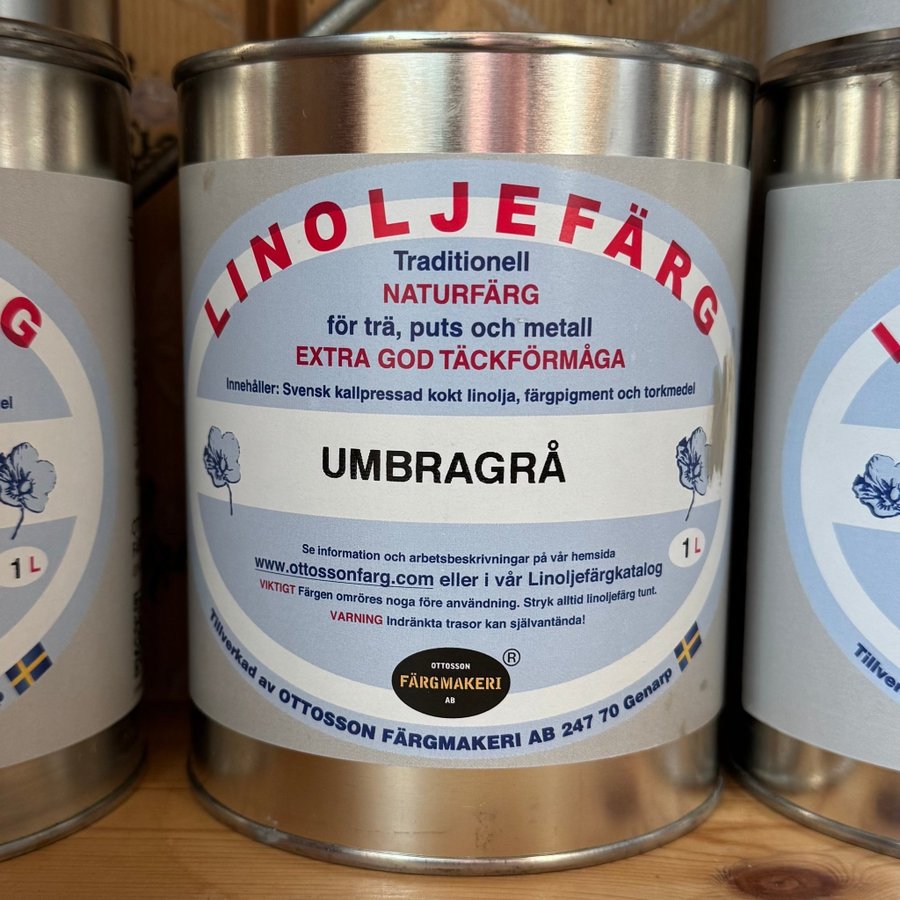 LINOLJEFÄRG
Traditionell
NATURFÄRG
för trä, puts och metall
EXTRA GOD TÄCKFÖRMÅGA
Innehåller: Svensk kallpressad kokt linolja, färgpigment och torkmedel
UMBRAGRÅ
1 L
Se information och arbetsbeskrivningar på vår hemsida
www.ottossonfarg.com eller i vår Linoljefärgkatalog
VIKTIGT Färgen omröres noga före användning. Stryk alltid linoljefärg tunt.
VARNING Indränkta trasor kan självantända!
OTTOSSON
FÄRGMAKERI
AB
®
Tillverkad av OTTOSSON FÄRGMAKERI AB 247 70 Genarp
G
1 L